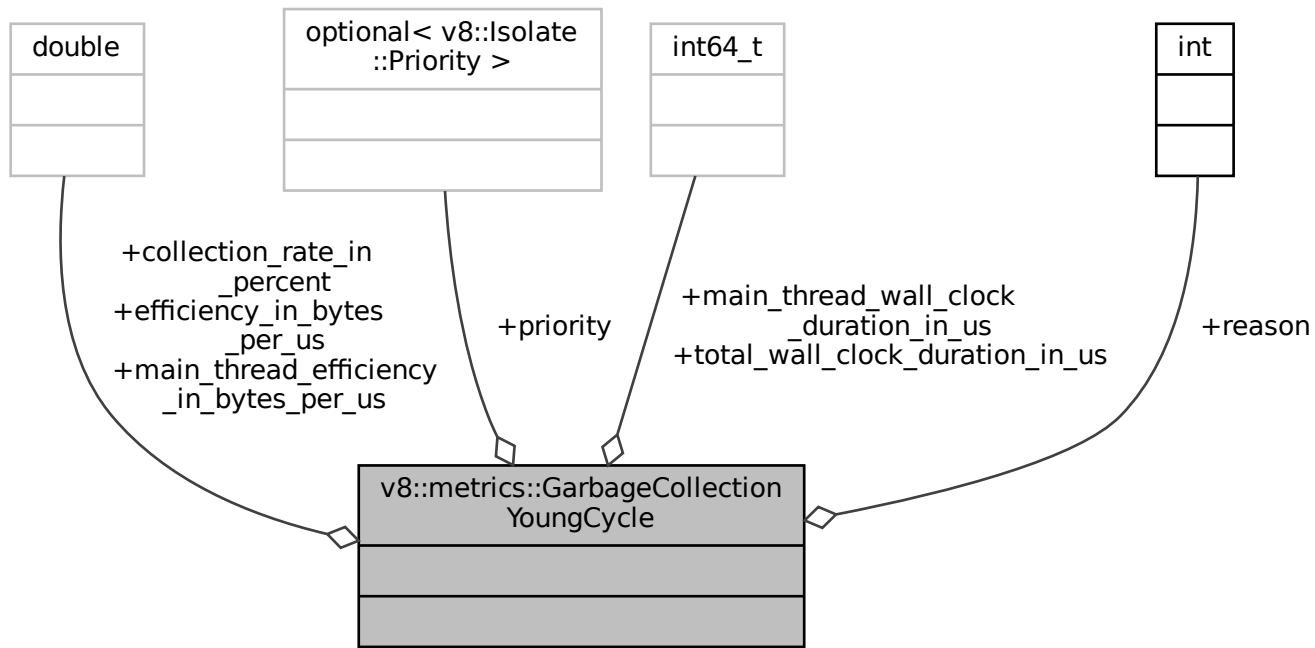 double
optional< v8::Isolate
::Priority >
int64_t
int
+collection_rate_in
_percent
+efficiency_in_bytes
_per_us
+main_thread_efficiency
_in_bytes_per_us
+priority
+main_thread_wall_clock
_duration_in_us
+total_wall_clock_duration_in_us
+reason
v8::metrics::GarbageCollection
YoungCycle